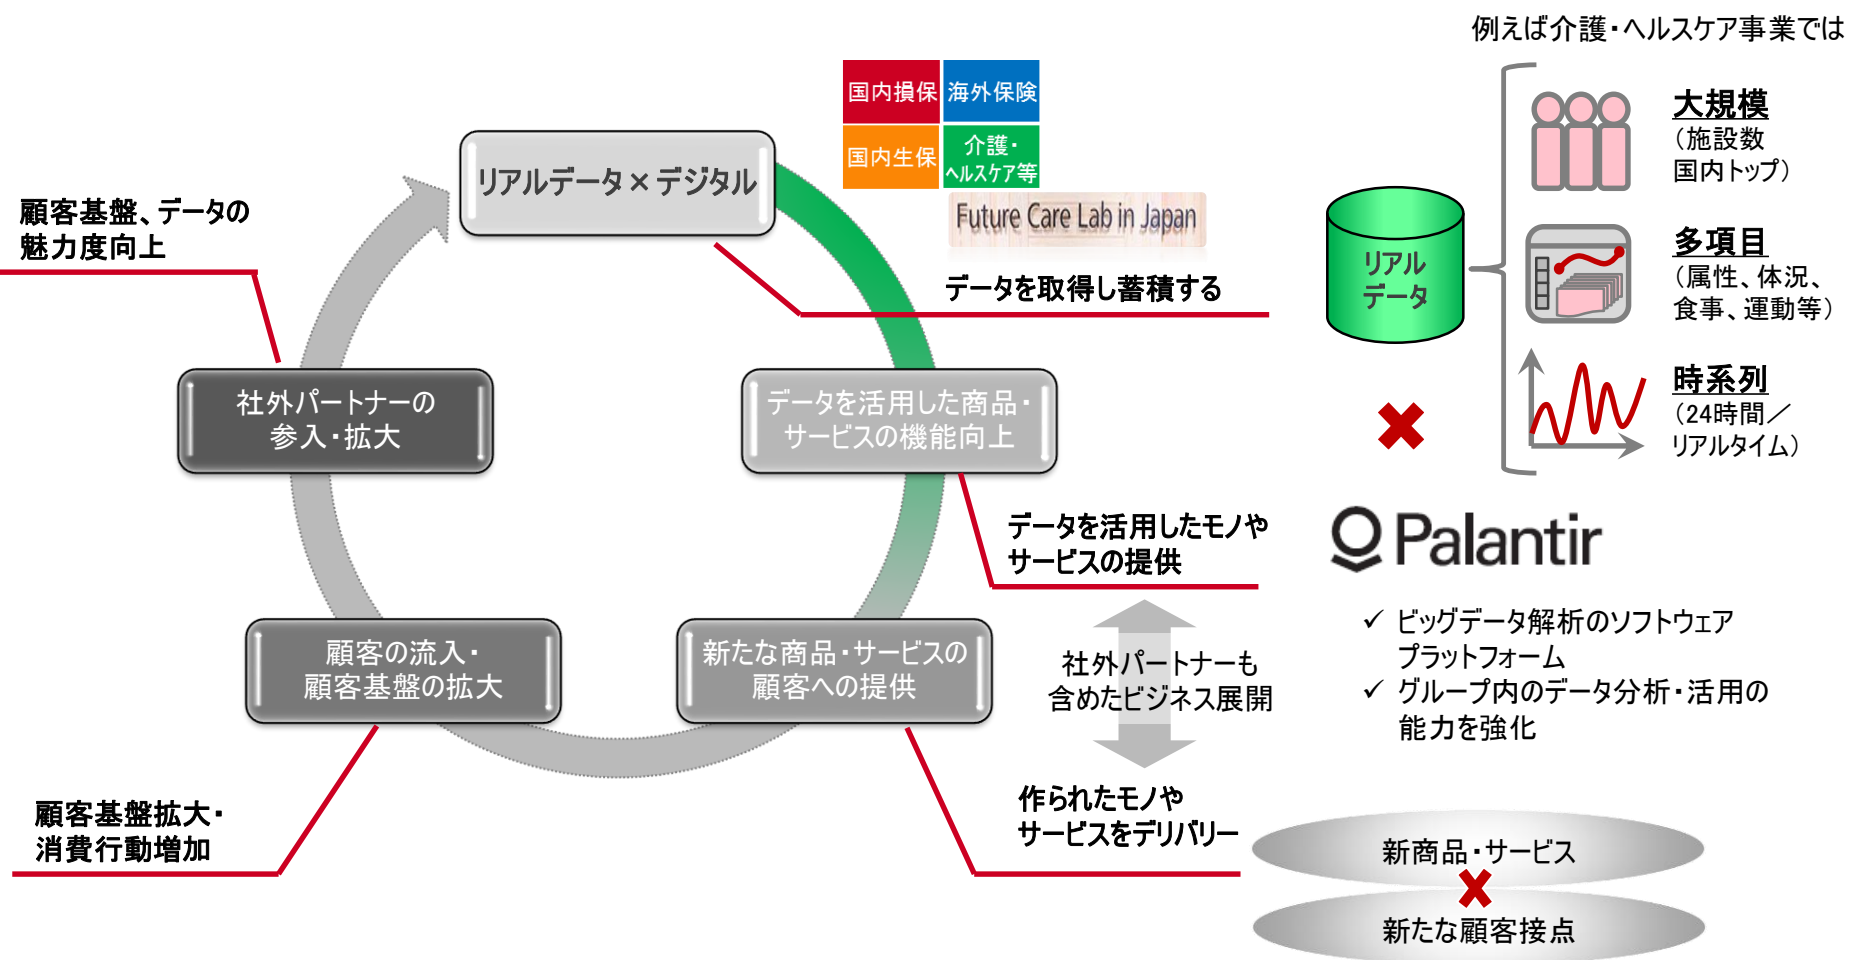 例えば介護・ヘルスケア事業では
国内損保
海外保険
国内生保
介護・
ヘルスケア等
Future Care Lab in Japan
リアルデータ×デジタル
データを取得し蓄積する
顧客基盤、データの
魅力度向上
社外パートナーの
参入・拡大
データを活用した商品・
サービスの機能向上
データを活用したモノや
サービスの提供
顧客の流入・
顧客基盤の拡大
新たな商品・サービスの
顧客への提供
社外パートナーも
含めたビジネス展開
顧客基盤拡大・
消費行動増加
作られたモノや
サービスをデリバリー
リアル
データ
大規模
（施設数
国内トップ）
多項目
（属性、体況、
食事、運動等）
時系列
（24時間／
リアルタイム）
Palantir
✓ ビッグデータ解析のソフトウェア
プラットフォーム
✓ グループ内のデータ分析・活用の
能力を強化
新商品・サービス
新たな顧客接点